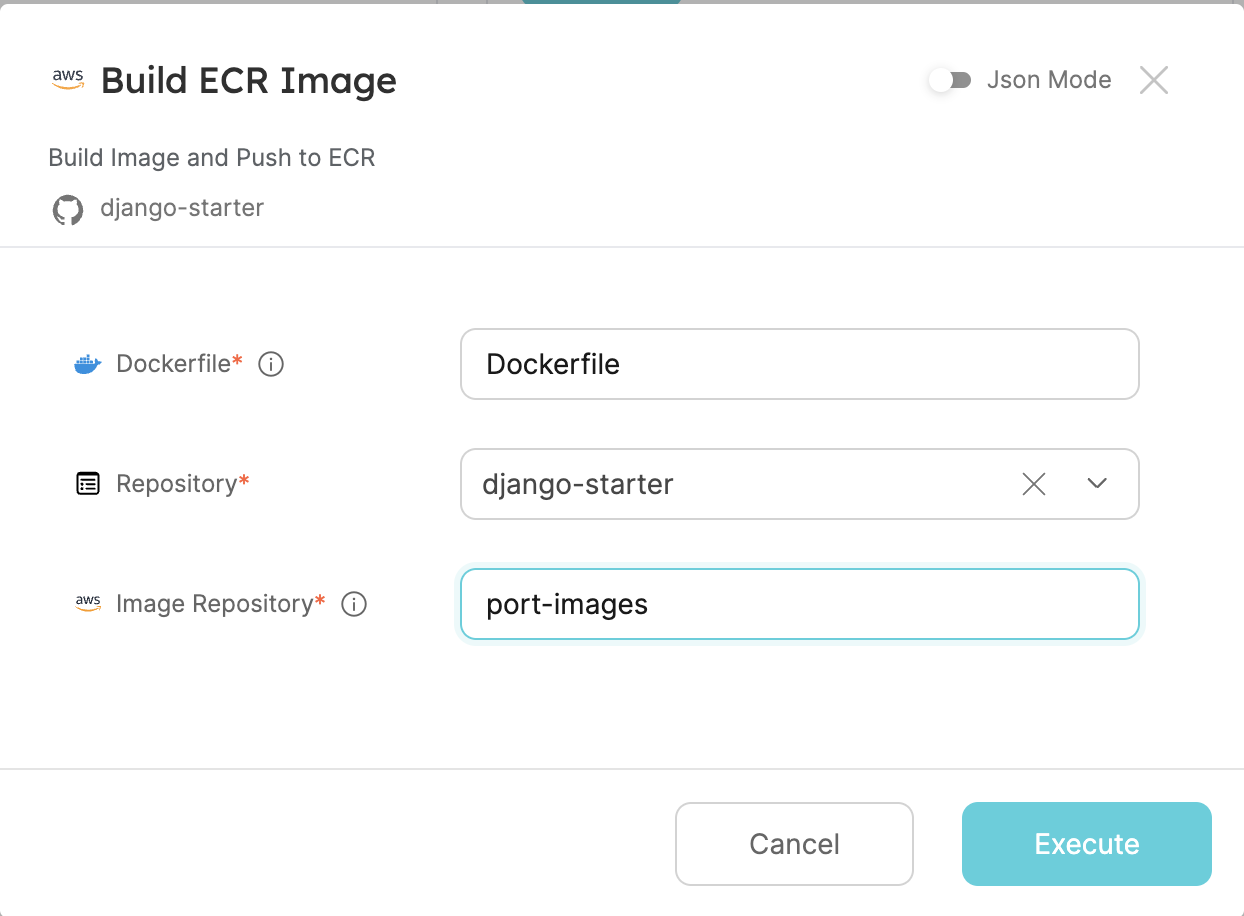 aws Build ECR Image
Json Mode
Build Image and Push to ECR
django-starter
Dockerfile* i
Dockerfile
Repository*
django-starter
aws Image Repository* i
port-images
Cancel
Execute